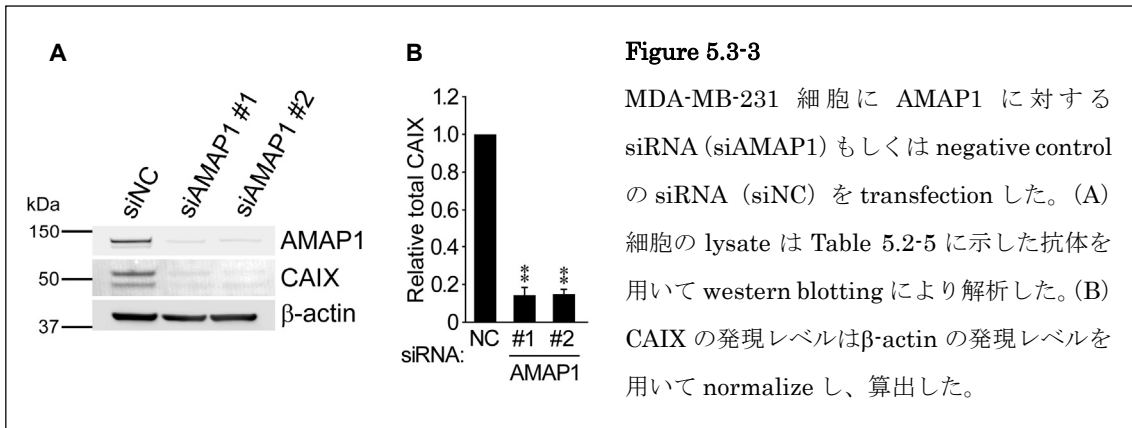 A
siNC
siAMAP1 #1
siAMAP1 #2
kDa
150
AMAP1
50
CAIX
β-actin
37
B
Relative total CAIX
1.2
1.0
0.8
0.6
0.4
0.2
0
**
**
NC
#1
#2
siRNA:
AMAP1
Figure 5.3-3
MDA-MB-231 細胞に AMAP1 に対する
siRNA (siAMAP1) もしくは negative control
の siRNA（siNC）を transfection した。(A)
細胞の lysate は Table 5.2-5 に示した抗体を
用いて western blotting により解析した。(B)
CAIX の発現レベルはβ-actin の発現レベルを
用いて normalize し、算出した。